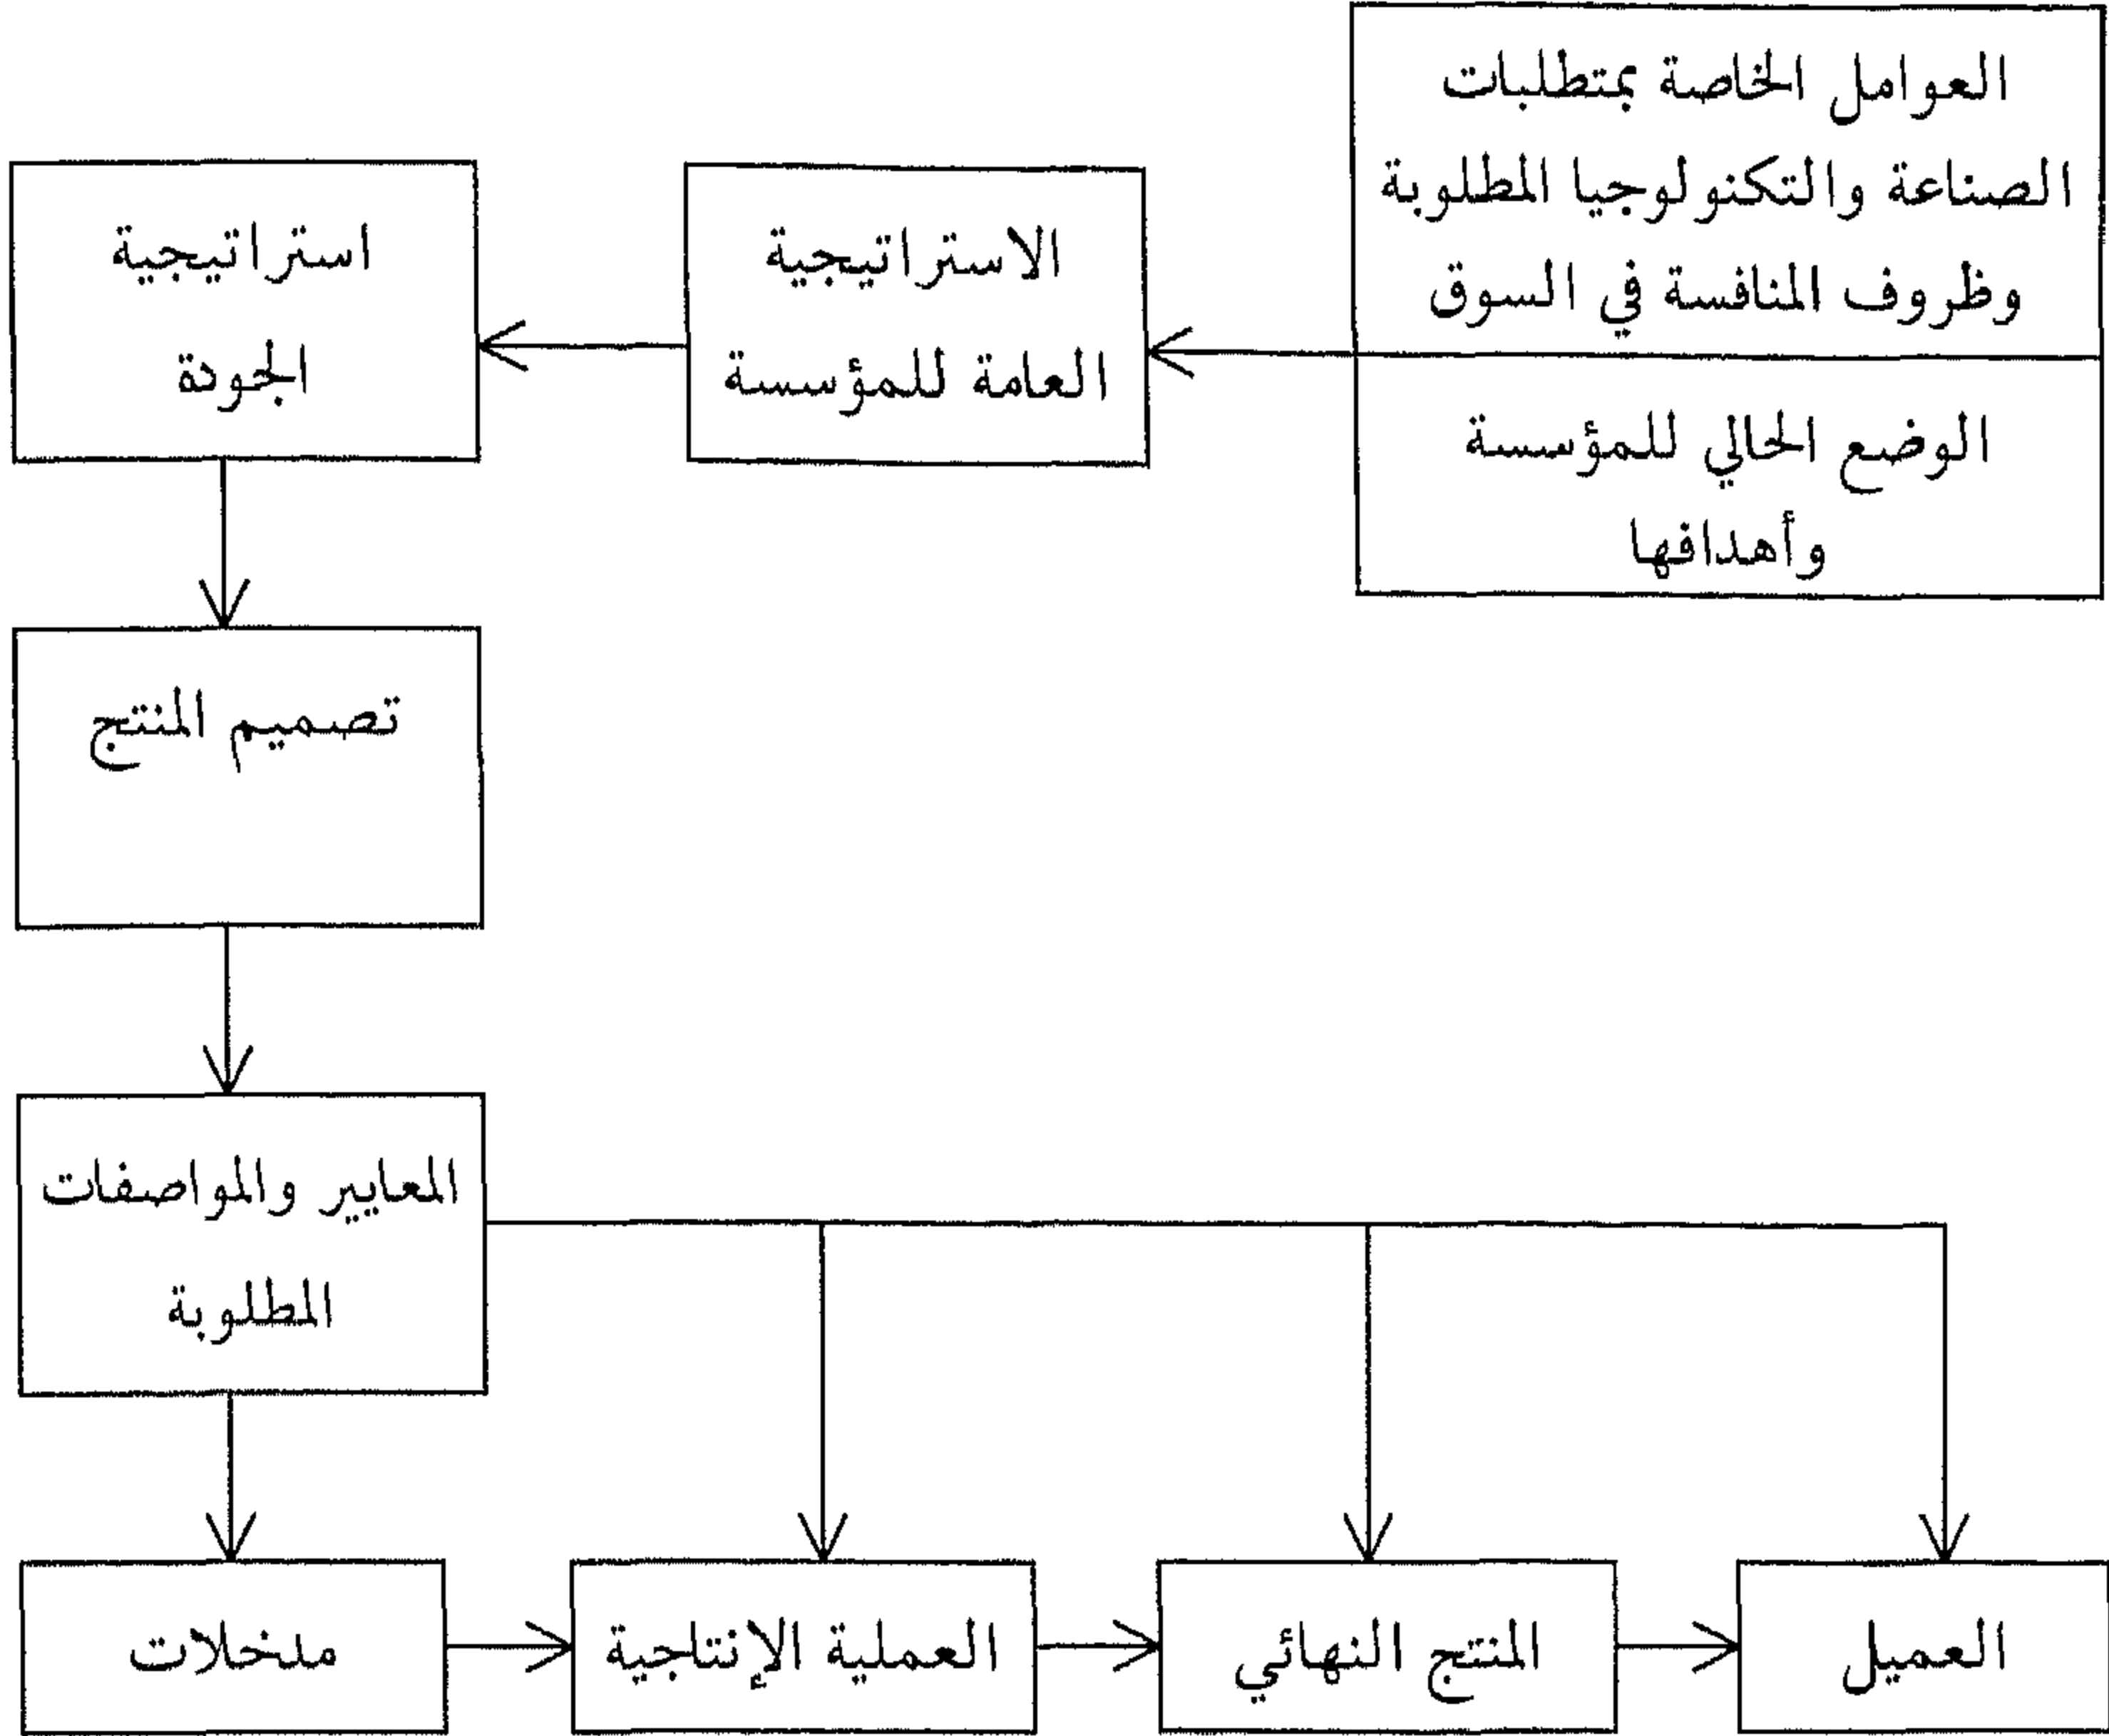 العوامل الخاصة بمتطلبات
الصناعة والتكنولوجيا المطلوبة
وظروف المنافسة في السوق
الوضع الحالي للمؤسسة
وأهدافها
الاستراتيجية
العامة للمؤسسة
استراتيجية
الجودة
تصميم المنتج
المعايير والمواصفات
المطلوبة
مدخلات
العملية الإنتاجية
المنتج النهائي
العميل